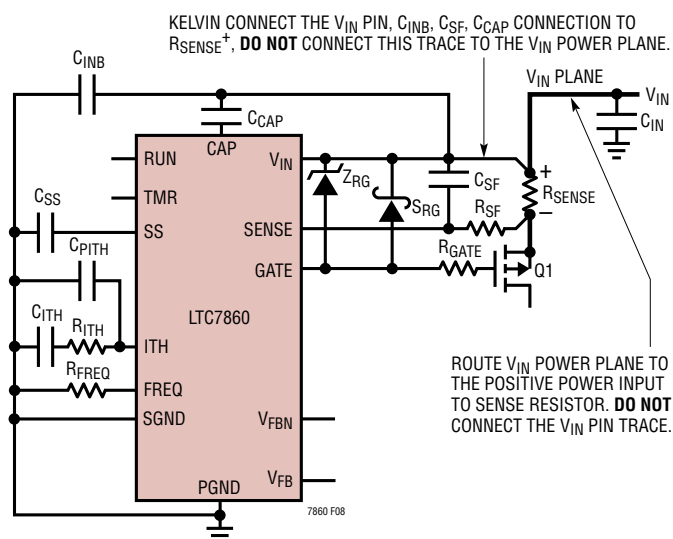 KELVIN CONNECT THE VIN PIN, CINB, CSF, CCAP CONNECTION TO
RSENSE+, DO NOT CONNECT THIS TRACE TO THE VIN POWER PLANE.
CINB
VIN PLANE
VIN
CIN
CCAP
CAP
RUN
VIN
ZRG
SRG
CSF
+
RSENSE
–
TMR
CSS
SS
SENSE
RSF
CPITH
GATE
RGATE
Q1
LTC7860
CITH
RITH
ITH
RFREQ
FREQ
SGND
VFBN
VFB
PGND
7860 F08
ROUTE VIN POWER PLANE TO
THE POSITIVE POWER INPUT
TO SENSE RESISTOR. DO NOT
CONNECT THE VIN PIN TRACE.